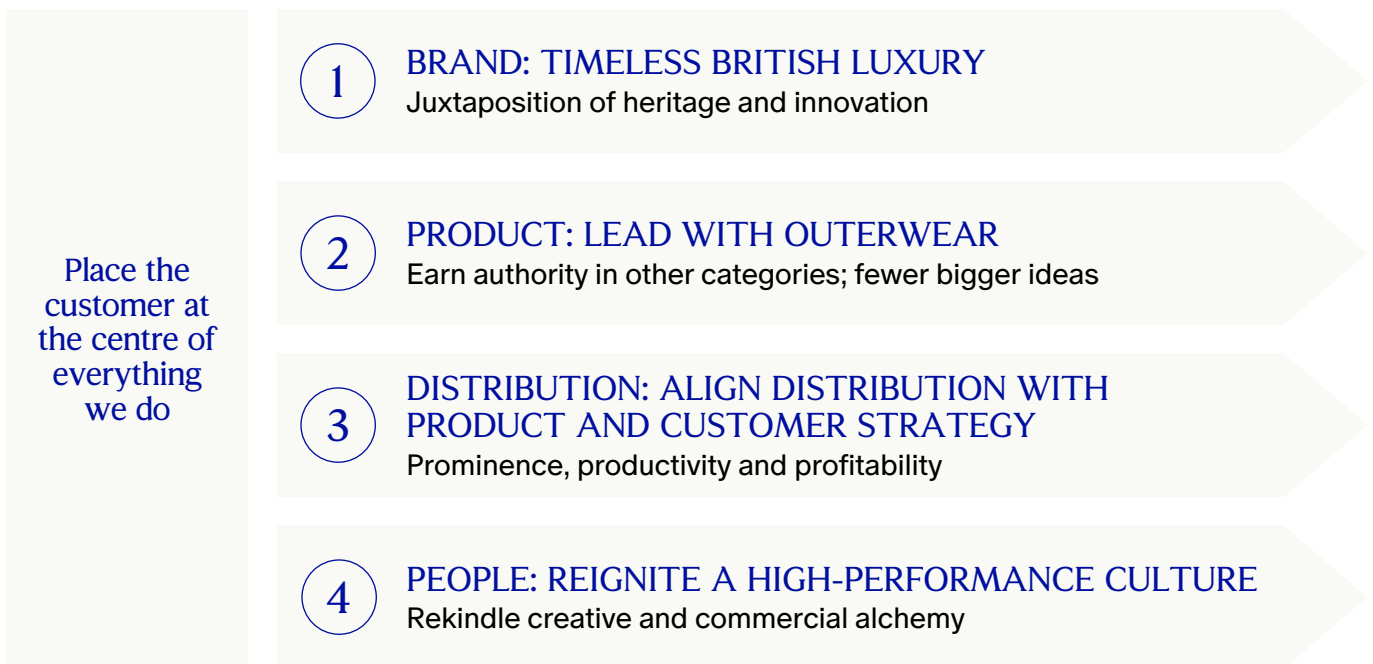 Place the
customer at
the centre of
everything
we do
1
BRAND: TIMELESS BRITISH LUXURY
Juxtaposition of heritage and innovation
2
PRODUCT: LEAD WITH OUTERWEAR
Earn authority in other categories; fewer bigger ideas
3
DISTRIBUTION: ALIGN DISTRIBUTION WITH
PRODUCT AND CUSTOMER STRATEGY
Prominence, productivity and profitability
4
PEOPLE: REIGNITE A HIGH-PERFORMANCE CULTURE
Rekindle creative and commercial alchemy